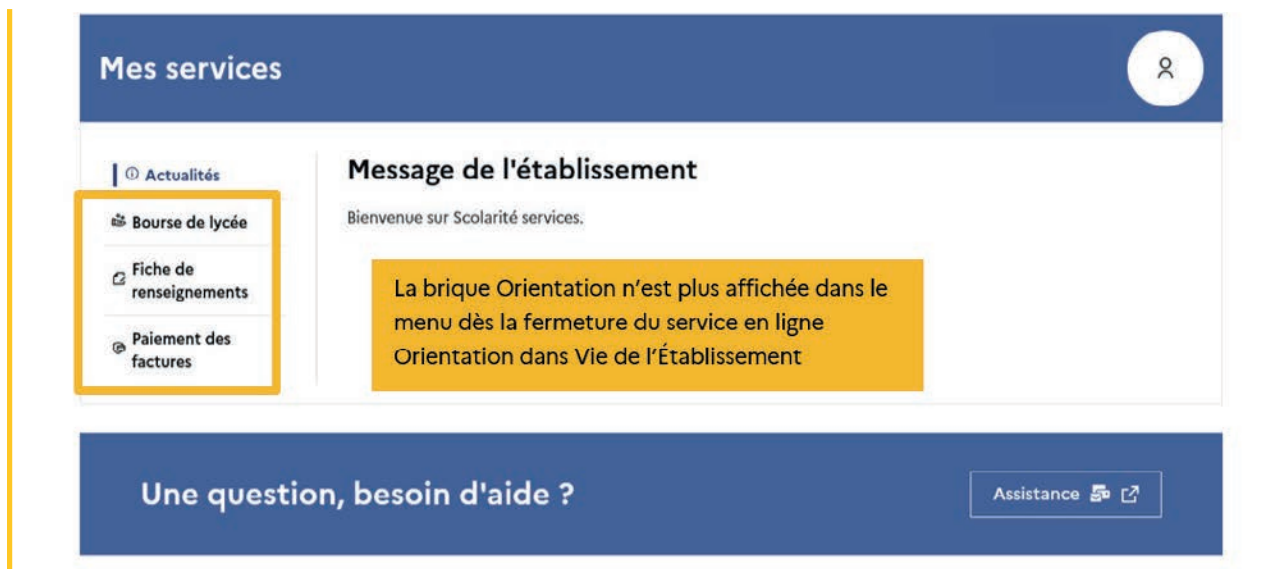 Mes services
Actualités
Bourse de lycée
Fiche de
renseignements
Paiement des
factures
Message de l'établissement
Bienvenue sur Scolarité services.
La brique Orientation n'est plus affichée dans le
menu dès la fermeture du service en ligne
Orientation dans Vie de l'Établissement
Une question, besoin d'aide ?
Assistance